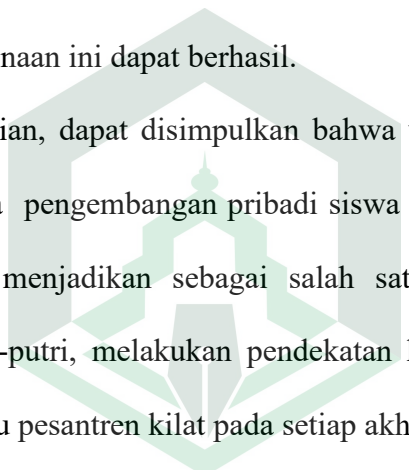 naan ini dapat berhasil.
ian, dapat disimpulkan bahwa
pengembangan pribadi siswa
menjadikan sebagai salah sat
-putri, melakukan pendekatan
u pesantren kilat pada setiap akh